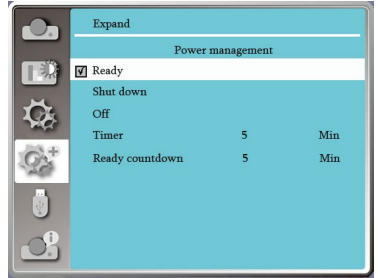 Expand
Power management
Ready
Shut down
Off
Timer 5 Min
Ready countdown 5 Min